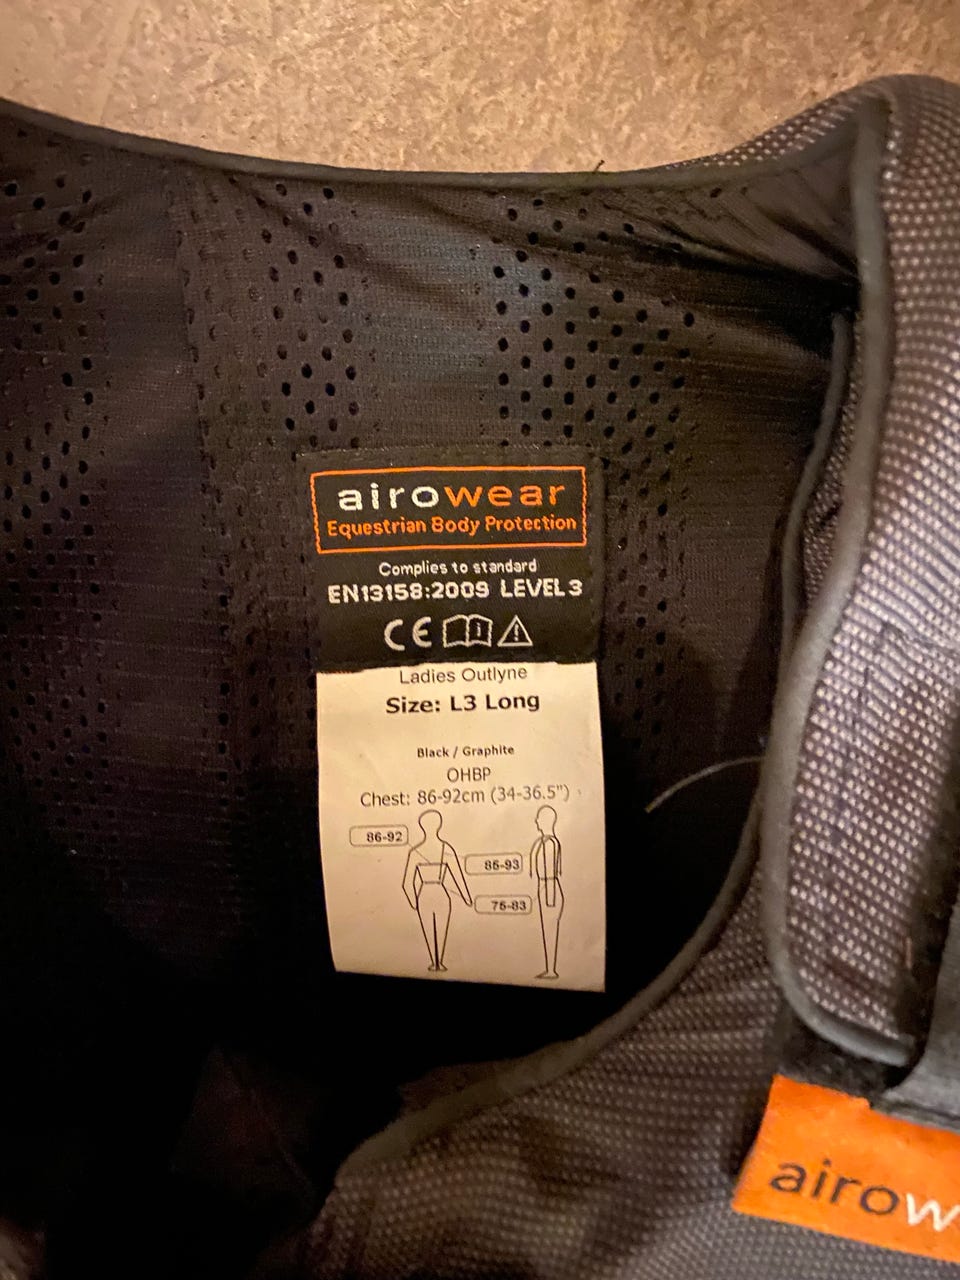 airowear
Equestrian Body Protection
Complies to standard
EN13158:2009 LEVEL 3
CE
Ladies Outlyne
Size: L3 Long
Black / Graphite
OHBP
Chest: 86-92cm (34-36.5")
86-92
85-93
75-83
airow